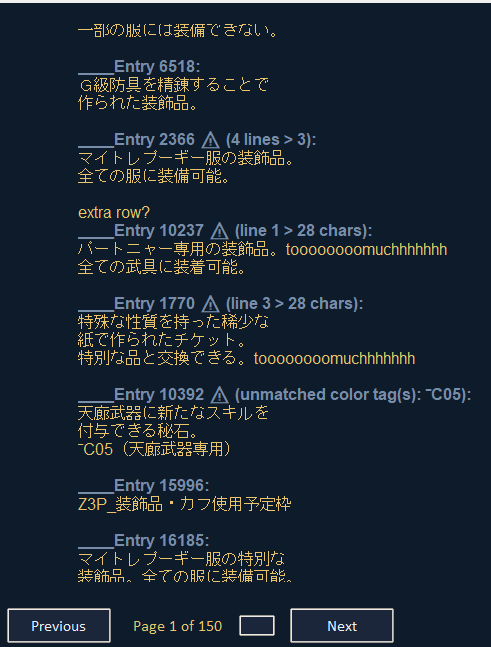 一部の服には装備できない。
____Entry 6518:
Ｇ級防具を精錬することで
作られた装飾品。
____Entry 2366 ⚠ (4 lines > 3):
マイトレプーギー服の装飾品。
全ての服に装備可能。
extra row?
____Entry 10237 ⚠ (line 1 > 28 chars):
パートニャー専用の装飾品。toooooooomuchhhhhhh
全ての武具に装着可能。
____Entry 1770 ⚠ (line 3 > 28 chars):
特殊な性質を持った稀少な
紙で作られたチケット。
特別な品と交換できる。toooooooomuchhhhhhh
____Entry 10392 ⚠ (unmatched color tag(s): ‾C05):
天廊武器に新たなスキルを
付与できる秘石。
‾C05（天廊武器専用）
____Entry 15996:
Z3P_装飾品・カフ使用予定枠
____Entry 16185:
マイトレプーギー服の特別な
装飾品。全ての服に装備可能。
Previous
Page 1 of 150
Next